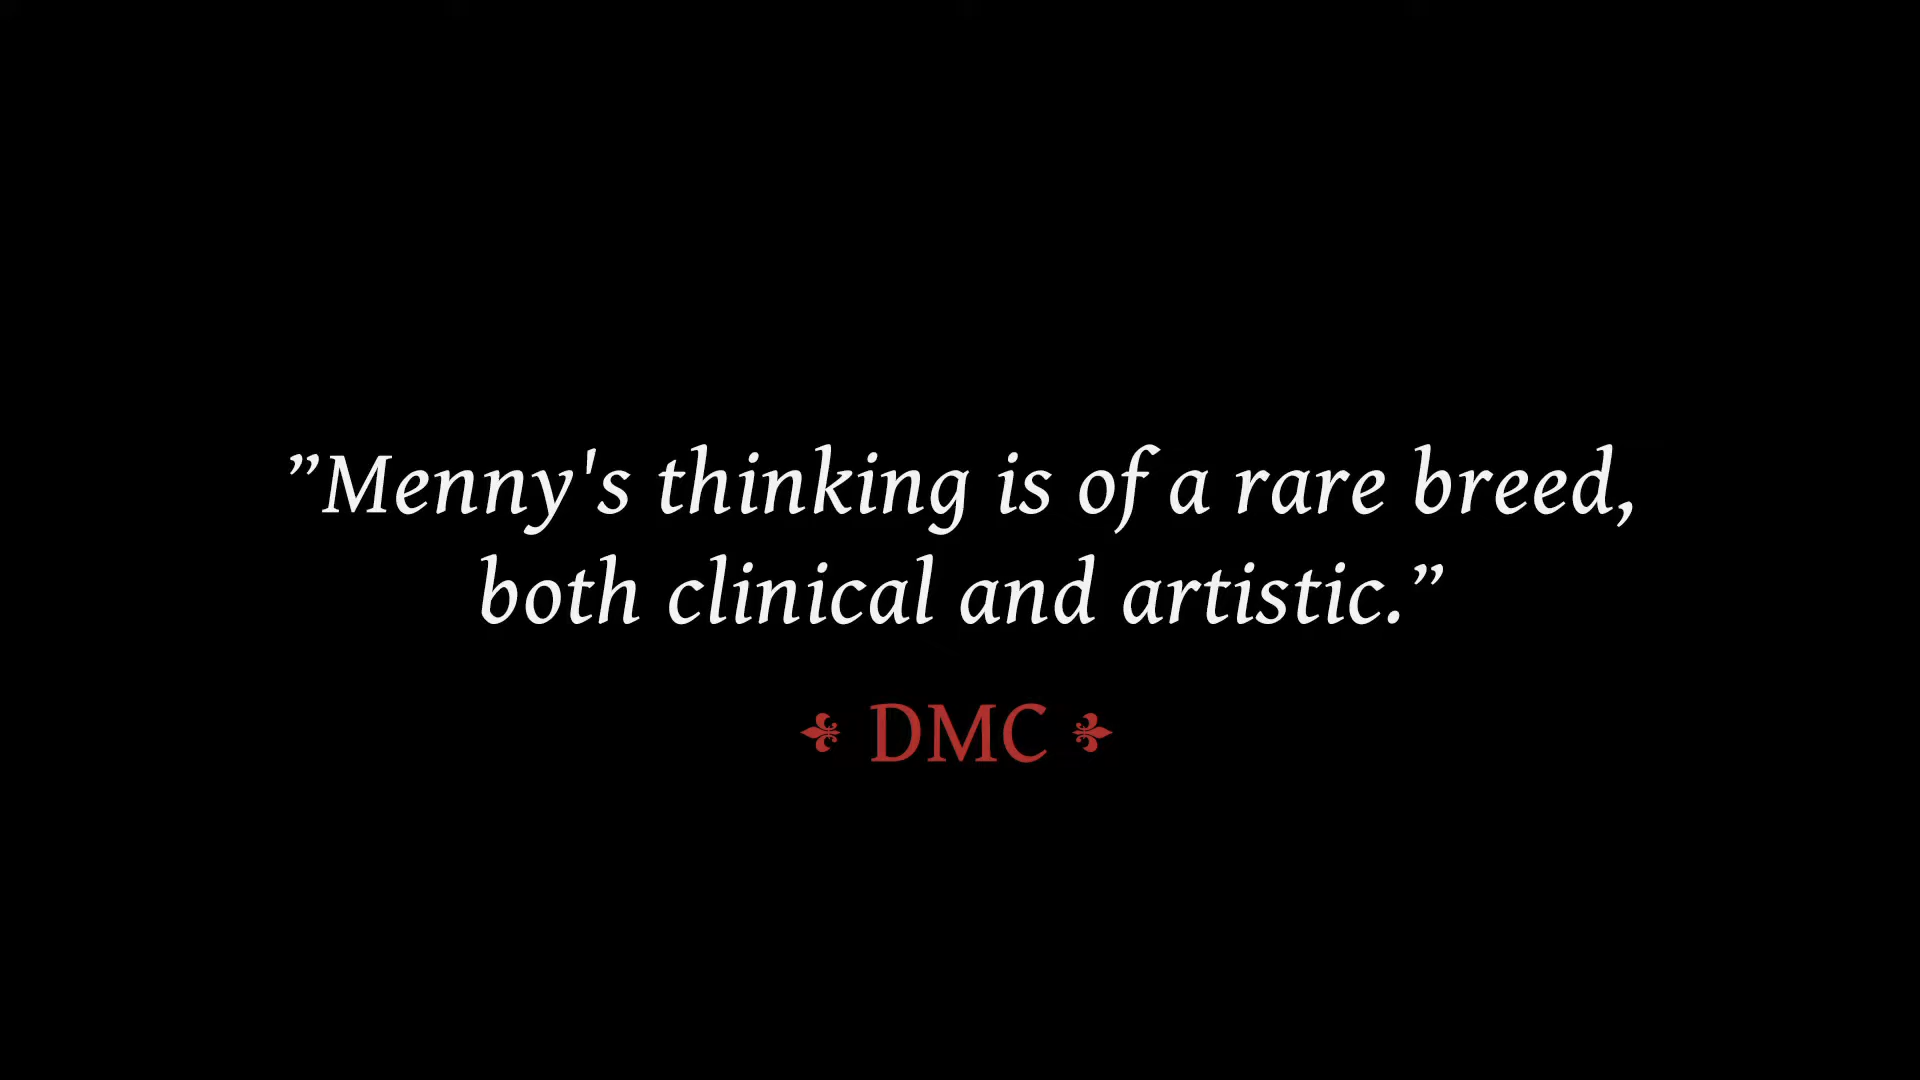 ”Menny's thinking is of a rare breed,
both clinical and artistic.”
DMC